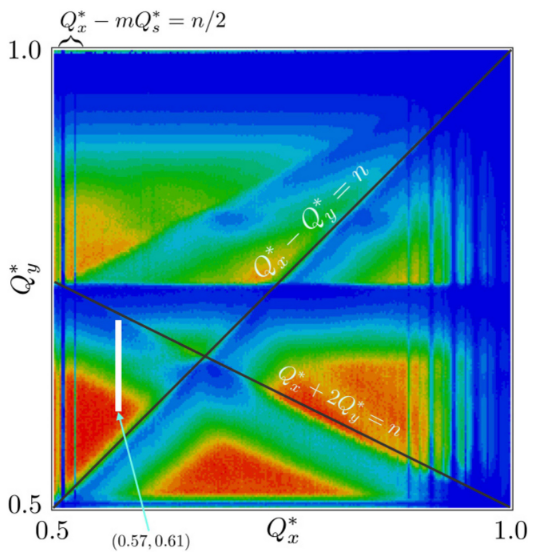 Q*x − mQ*s = n/2
1.0
Q*x − Q*y = n
Q*y
Q*x + 2Q*y = n
0.5
0.5
Q*x
1.0
(0.57, 0.61)